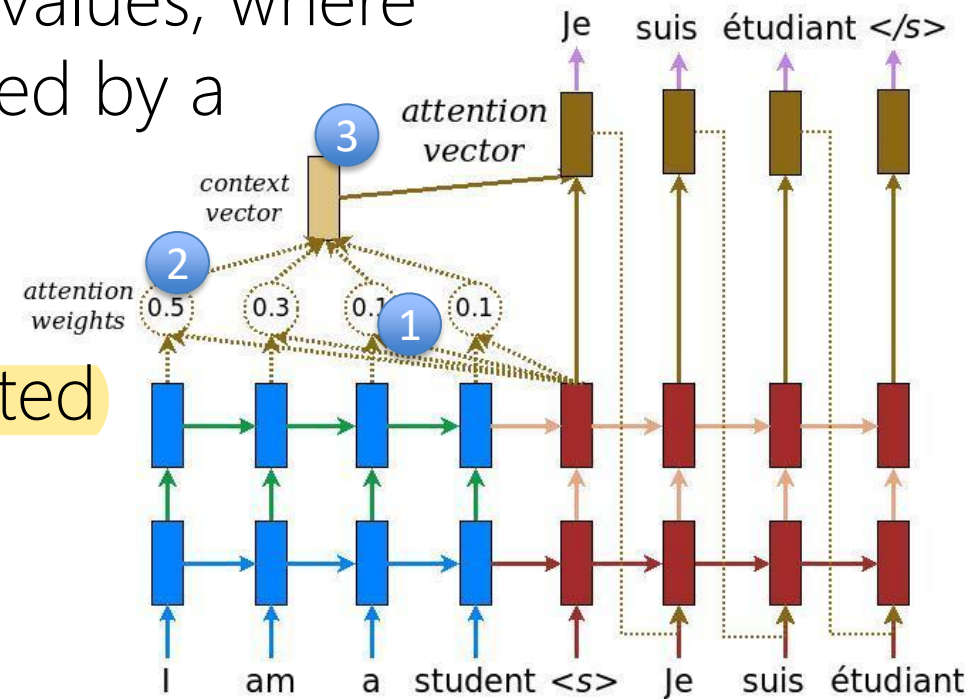 values, where
ed by a
Je suis étudiant </s>
attention
vector
3
context
vector
2
attention
weights
0.5 0.3 0.1 0.1
1
ted
I am a student <s> Je suis étudiant